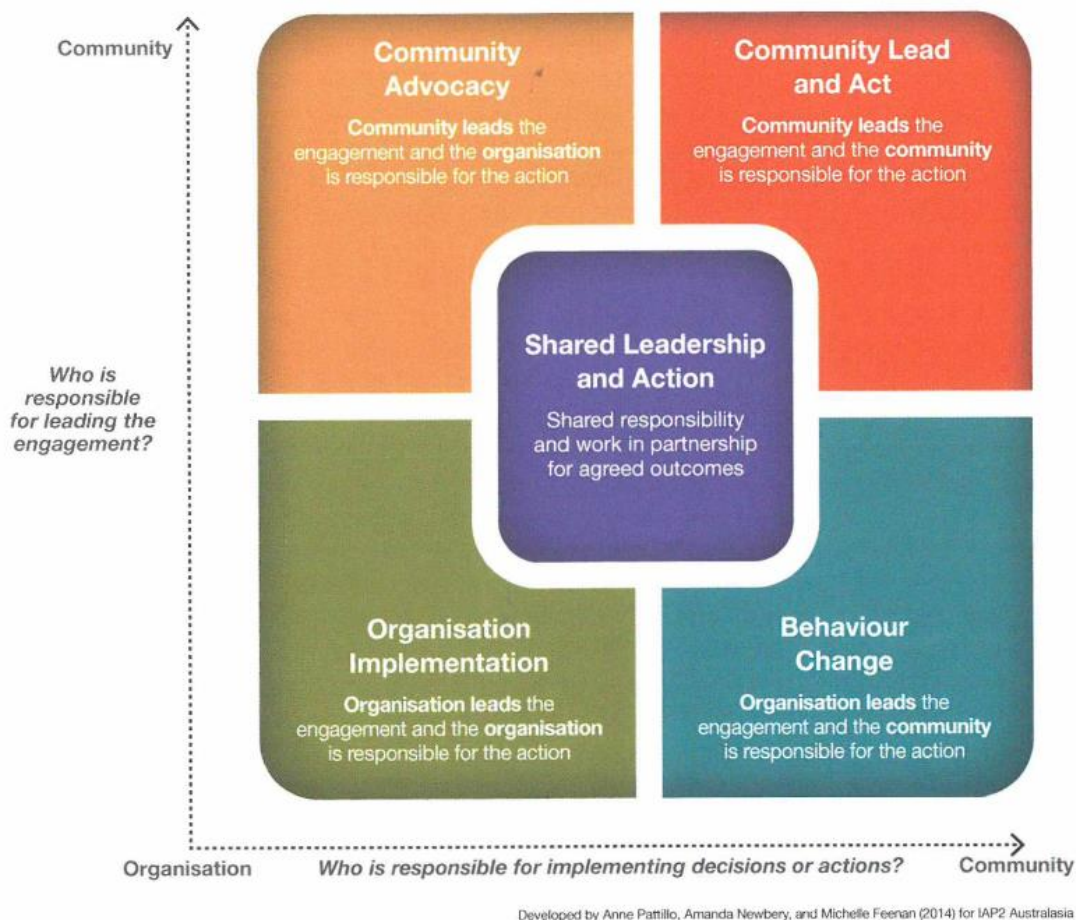 Community
Community
Advocacy
Community leads the
engagement and the organisation
is responsible for the action
Community Lead
and Act
Community leads the
engagement and the community
is responsible for the action
Who is
responsible
for leading the
engagement?
Shared Leadership
and Action
Shared responsibility
and work in partnership
for agreed outcomes
Organisation
Implementation
Organisation leads the
engagement and the organisation
is responsible for the action
Behaviour
Change
Organisation leads the
engagement and the community
is responsible for the action
Organisation
Who is responsible for implementing decisions or actions?
Community
Developed by Anne Pattillo, Amanda Newbery, and Michelle Feenan (2014) for IAP2 Australasia